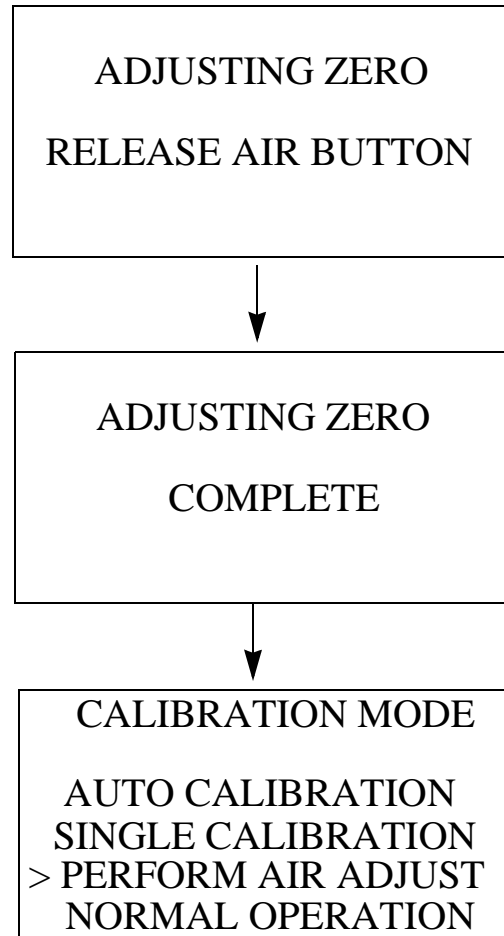 ADJUSTING ZERO
RELEASE AIR BUTTON
ADJUSTING ZERO
COMPLETE
CALIBRATION MODE
AUTO CALIBRATION
SINGLE CALIBRATION
> PERFORM AIR ADJUST
NORMAL OPERATION